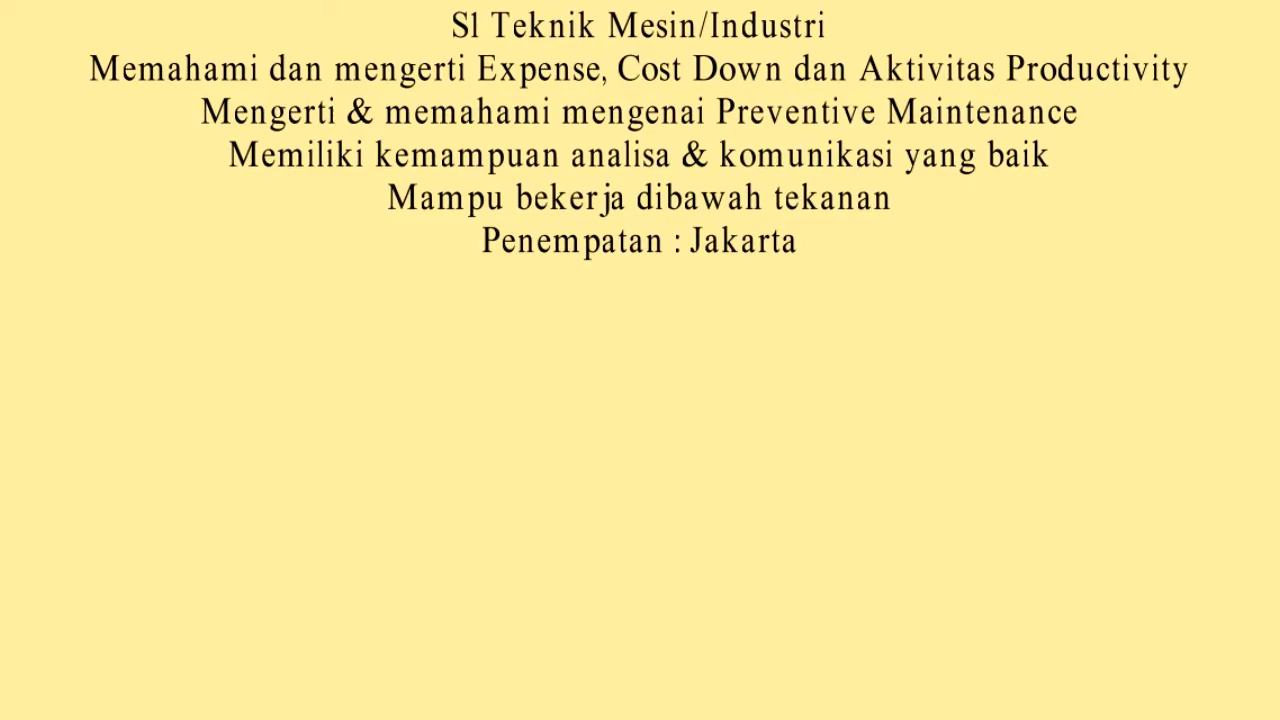 S1 Teknik Mesin/Industri
Memahami dan mengerti Expense, Cost Down dan Aktivitas Productivity
Mengerti & memahami mengenai Preventive Maintenance
Memiliki kemampuan analisa & komunikasi yang baik
Mampu bekerja dibawah tekanan
Penempatan : Jakarta